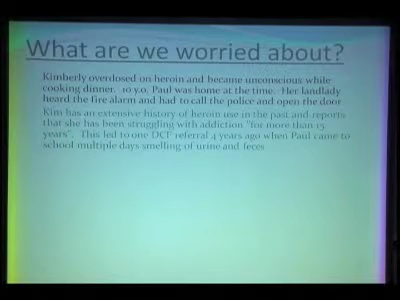 What are we worried about?
Kimberly overdosed on heroin and became unconscious while
cooking dinner. 10 y.o. Paul was home at the time. Her landlady
heard the fire alarm and had to call the police and open the door
Kim has an extensive history of heroin use in the past and reports
that she has been struggling with addiction "for more than 15
years". This led to one DCF referral 4 years ago when Paul came to
school multiple days smelling of urine and feces